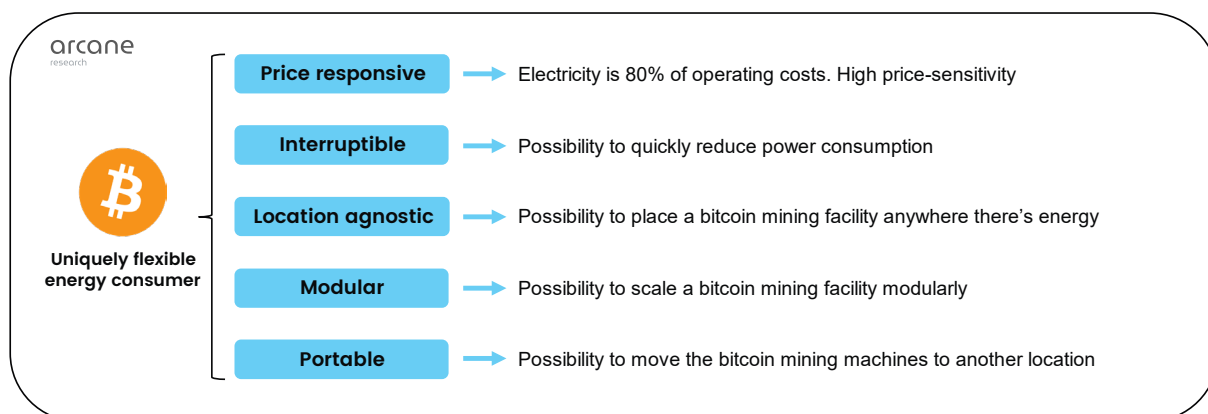 arcane
research
Price responsive
Electricity is 80% of operating costs. High price-sensitivity
Interruptible
Possibility to quickly reduce power consumption
Location agnostic
Possibility to place a bitcoin mining facility anywhere there's energy
Uniquely flexible
energy consumer
Modular
Possibility to scale a bitcoin mining facility modularly
Portable
Possibility to move the bitcoin mining machines to another location